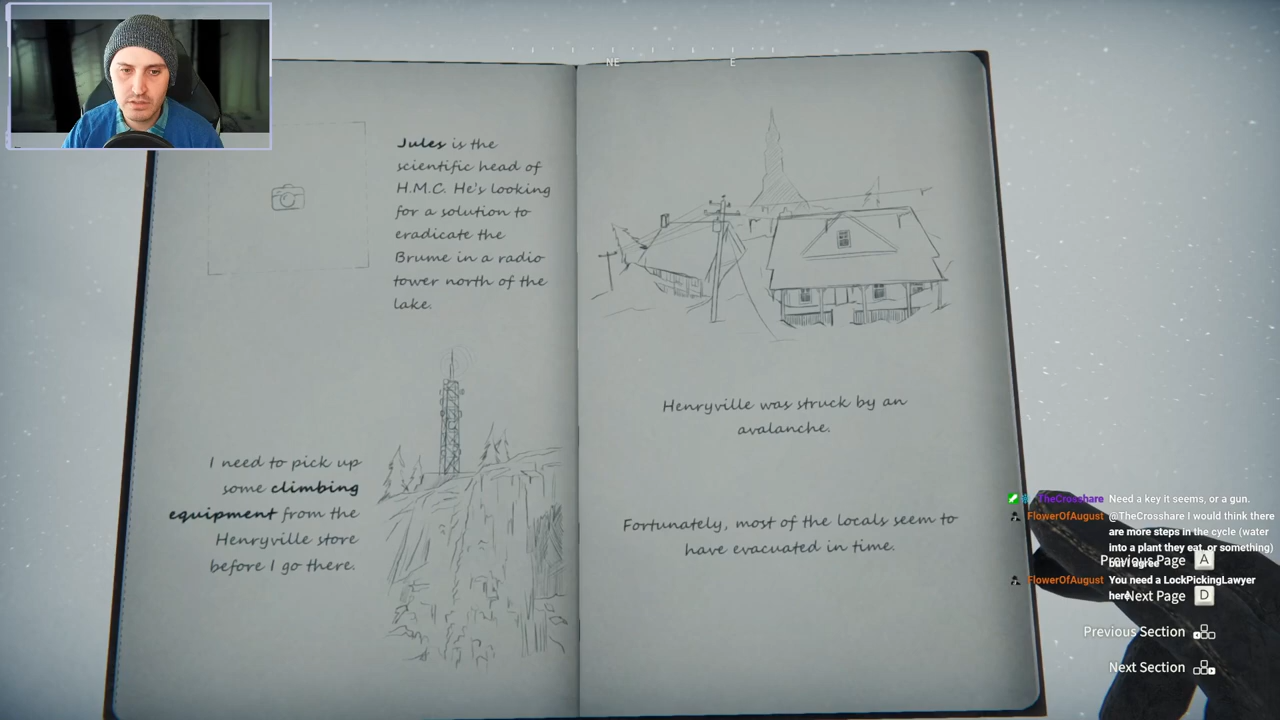 NE
E
Jules is the
scientific head of
H.M.C. He's looking
for a solution to
eradicate the
Brume in a radio
tower north of the
lake.
I need to pick up
some climbing
equipment from the
Henryville store
before I go there.
Henryville was struck by an
avalanche.
Fortunately, most of the locals seem to
have evacuated in time.
TheCrosshare Need a key it seems, or a gun.
FlowerOfAugust @TheCrosshare I would think there
are more steps in the cycle (water
into a plant they eat, or something)
but I agree
FlowerOfAugust You need a LockPickingLawyer
here
Previous Page A
Next Page D
Previous Section
Next Section